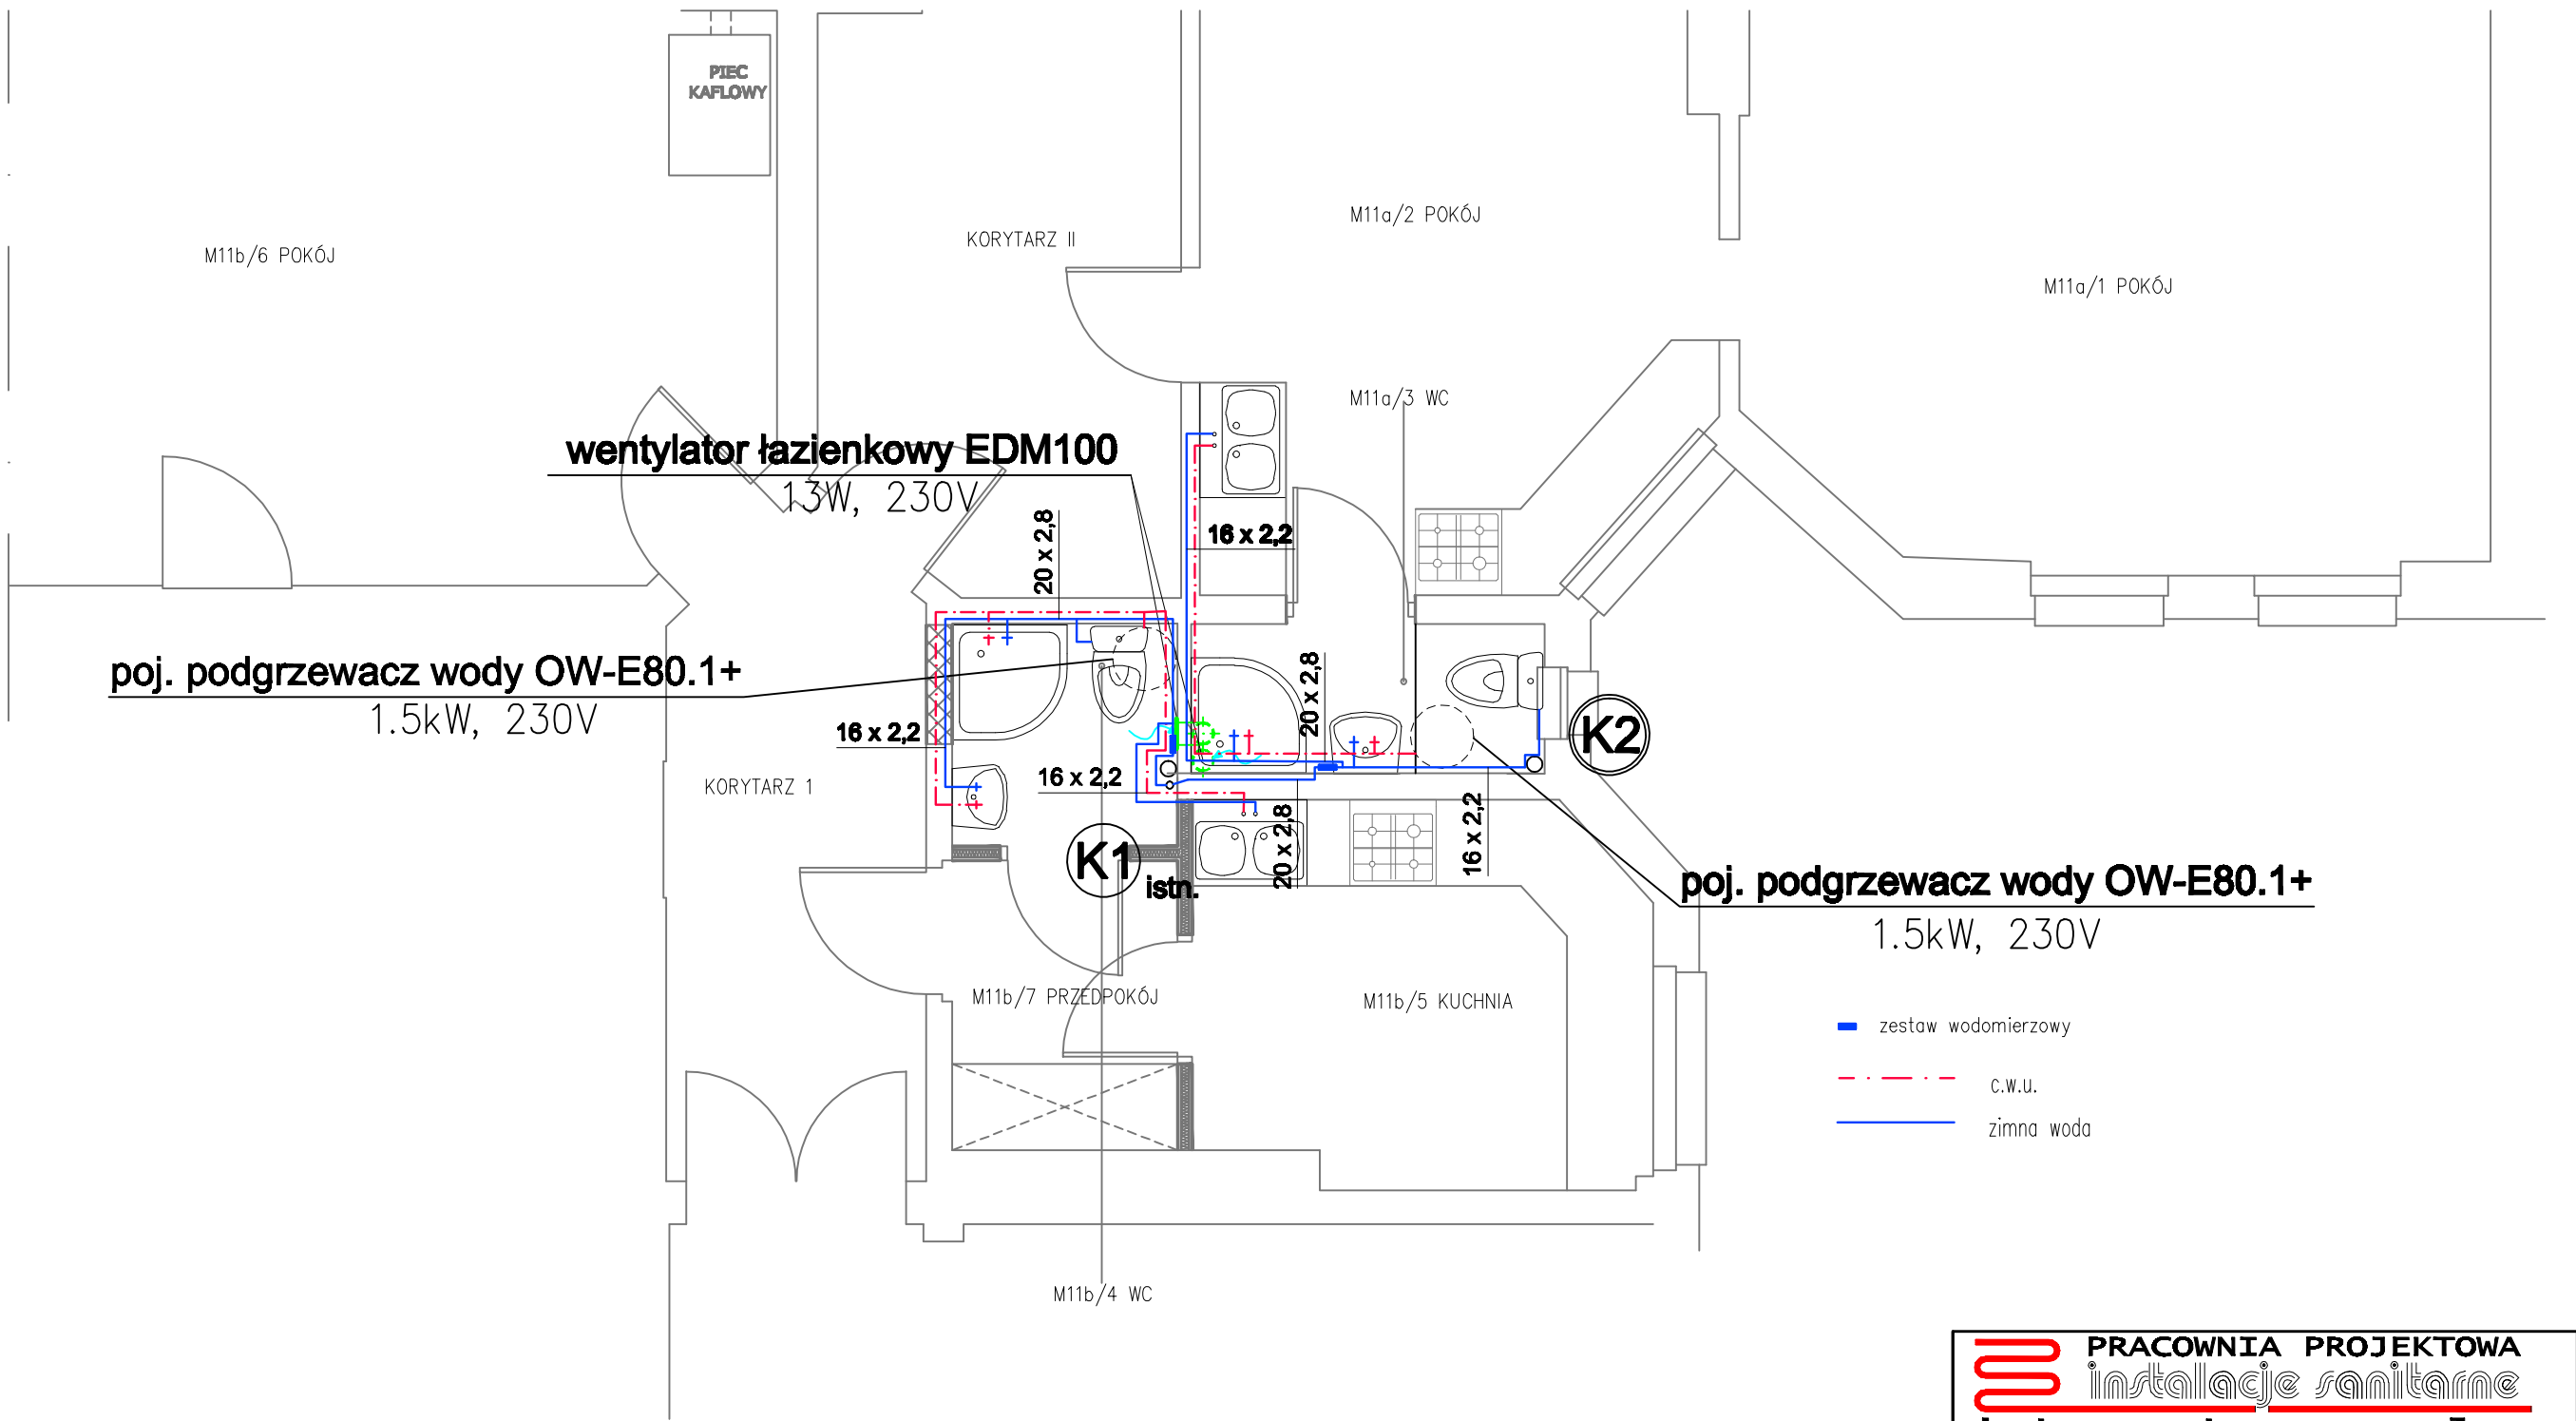 PIEC
KAFLOWY
M11b/6 POKÓJ
KORYTARZ II
M11a/2 POKÓJ
M11a/1 POKÓJ
M11a/3 WC
wentylator łazienkowy EDM100
13W, 230V
20 x 2,8
16 x 2,2
poj. podgrzewacz wody OW-E80.1+
1.5kW, 230V
16 x 2,2
20 x 2,8
K2
KORYTARZ 1
16 x 2,2
20 x 2,8
16 x 2,2
K1
istn.
poj. podgrzewacz wody OW-E80.1+
1.5kW, 230V
M11b/7 PRZEDPOKÓJ
M11b/5 KUCHNIA
zestaw wodomierzowy
c.w.u.
zimna woda
M11b/4 WC
PRACOWNIA PROJEKTOWA
instalacje sanitarne